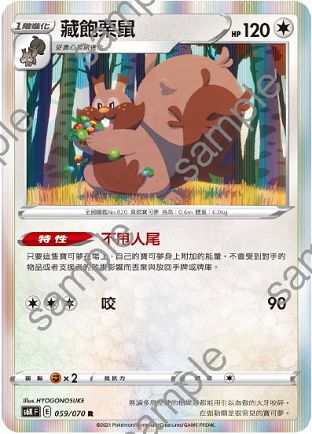 1階進化
藏飽栗鼠
HP 120
從貪心栗鼠進化
全國圖鑑No.820 貪慾寶可夢 身高：0.6m 體重：6.0kg
特性 不用人尾
只要這隻寶可夢在場上，自己的寶可夢身上附加的能量，不會受到對手的
物品或者支援者的效果影響而丟棄與放回手牌或牌庫。
咬 90
弱點 ×2 抵抗力 撤退
illus. HYOGONOSUKE
S6K F E 059/070 R
©2021 Pokémon/Nintendo/Creatures/GAME FREAK.
sample